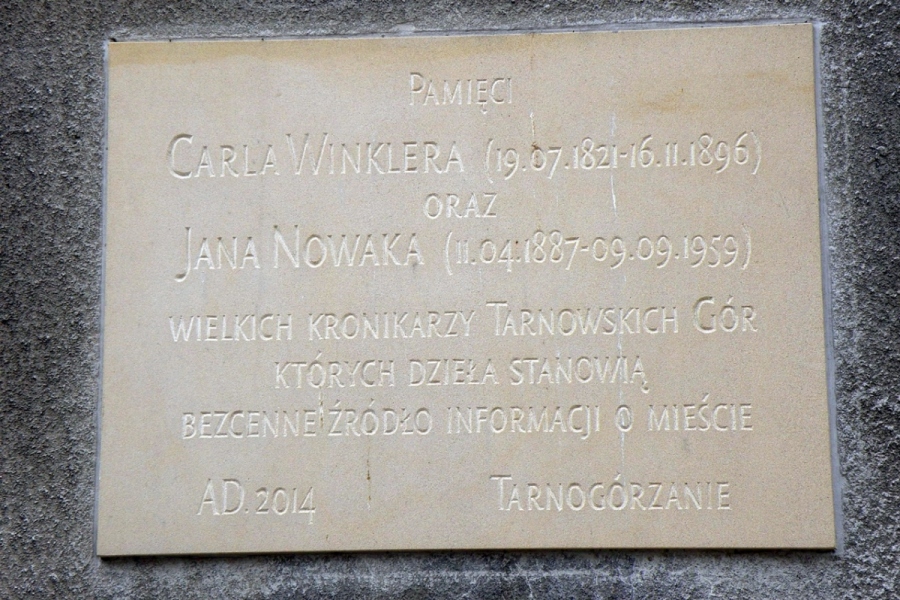 PAMIĘCI
CARLA WINKLERA (19.07.1821-16.11.1896)
ORAZ
JANA NOWAKA (11.04.1887-09.09.1959)
WIELKICH KRONIKARZY TARNOWSKICH GÓR
KTÓRYCH DZIEŁA STANOWIĄ
BEZCENNE ŹRÓDŁO INFORMACJI O MIEŚCIE
AD. 2014 TARNOGÓRZANIE